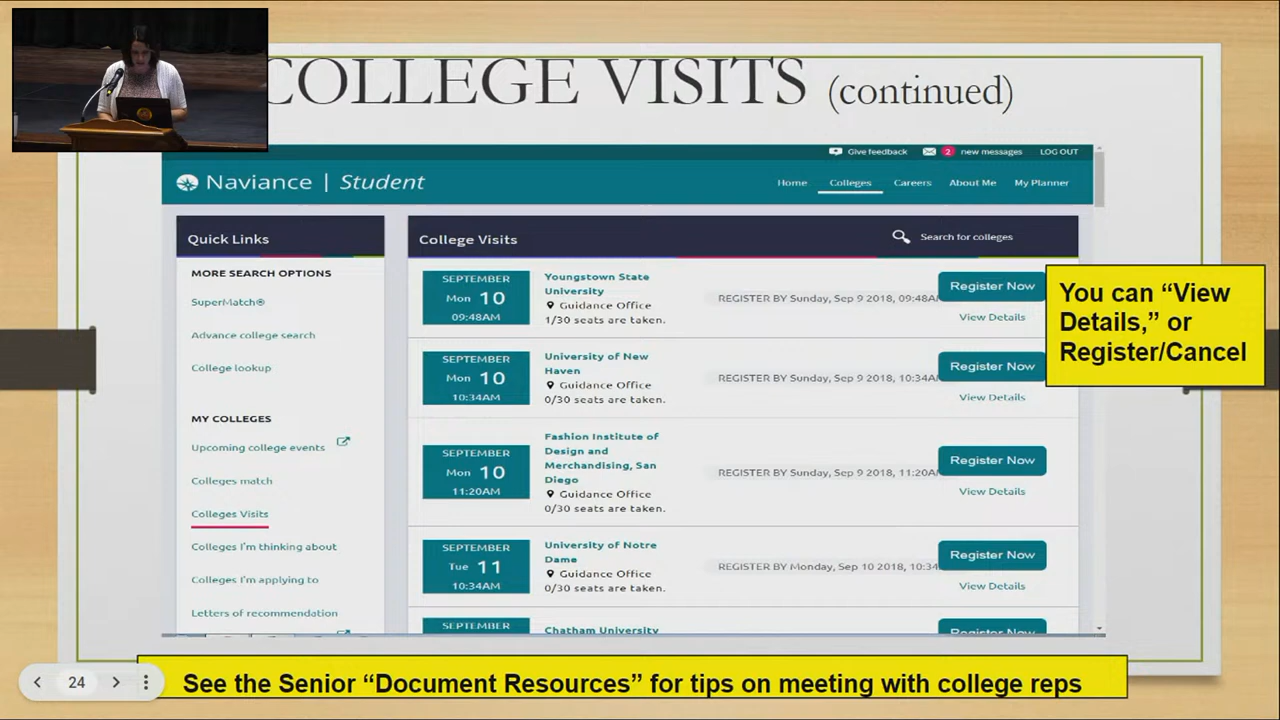 COLLEGE VISITS (continued)
Give feedback 2 new messages LOG OUT
Naviance | Student
Home Colleges Careers About Me My Planner
Quick Links
MORE SEARCH OPTIONS
SuperMatch®
Advance college search
College lookup
MY COLLEGES
Upcoming college events
Colleges match
Colleges Visits
Colleges I'm thinking about
Colleges I'm applying to
Letters of recommendation
College Visits
Search for colleges
SEPTEMBER
Mon 10
09:48AM
Youngstown State
University
Guidance Office
1/30 seats are taken.
REGISTER BY Sunday, Sep 9 2018, 09:48AM
Register Now
View Details
SEPTEMBER
Mon 10
10:34AM
University of New
Haven
Guidance Office
0/30 seats are taken.
REGISTER BY Sunday, Sep 9 2018, 10:34AM
Register Now
View Details
SEPTEMBER
Mon 10
11:20AM
Fashion Institute of
Design and
Merchandising, San
Diego
Guidance Office
0/30 seats are taken.
REGISTER BY Sunday, Sep 9 2018, 11:20AM
Register Now
View Details
SEPTEMBER
Tue 11
10:34AM
University of Notre
Dame
Guidance Office
0/30 seats are taken.
REGISTER BY Monday, Sep 10 2018, 10:34
Register Now
View Details
SEPTEMBER
Chatham University
Register Now
You can “View
Details,” or
Register/Cancel
See the Senior “Document Resources” for tips on meeting with college reps
24